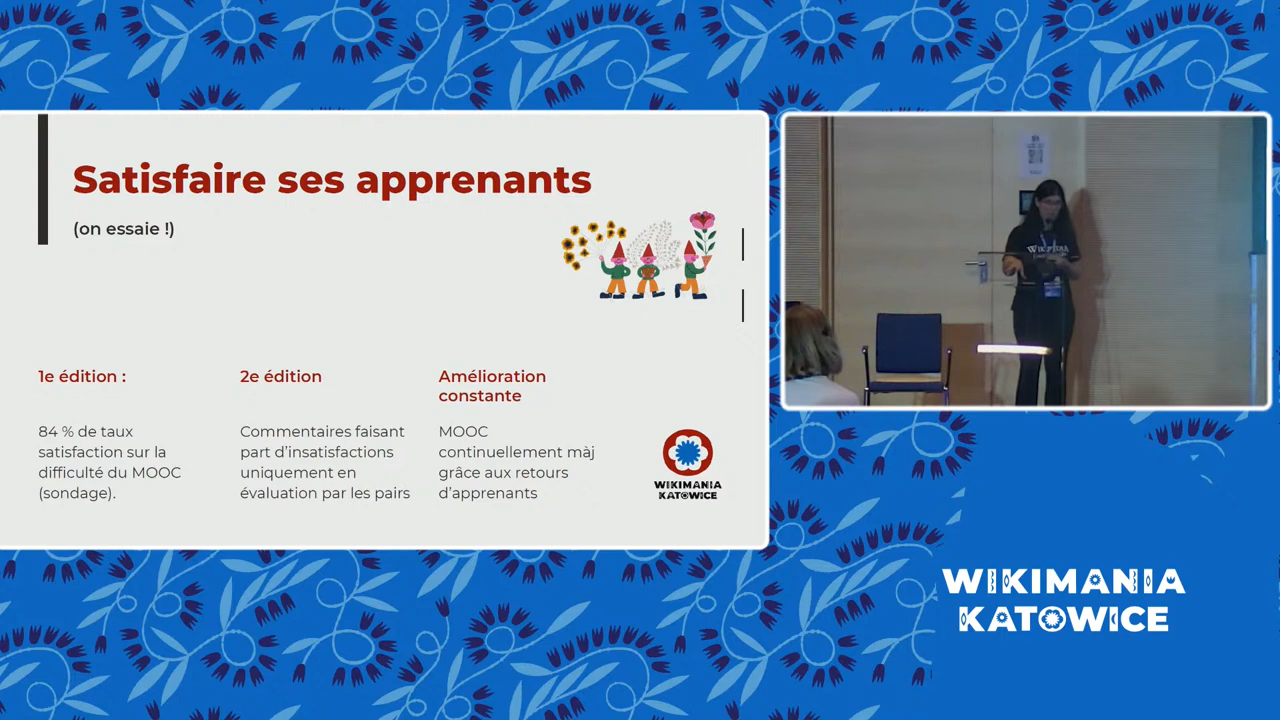 Satisfaire ses apprenants
(on essaie !)
1e édition :
84 % de taux
satisfaction sur la
difficulté du MOOC
(sondage).
2e édition
Commentaires faisant
part d’insatisfactions
uniquement en
évaluation par les pairs
Amélioration
constante
MOOC
continuellement màj
grâce aux retours
d’apprenants
WIKIMANIA
KATOWICE
WIKIMANIA
KATOWICE